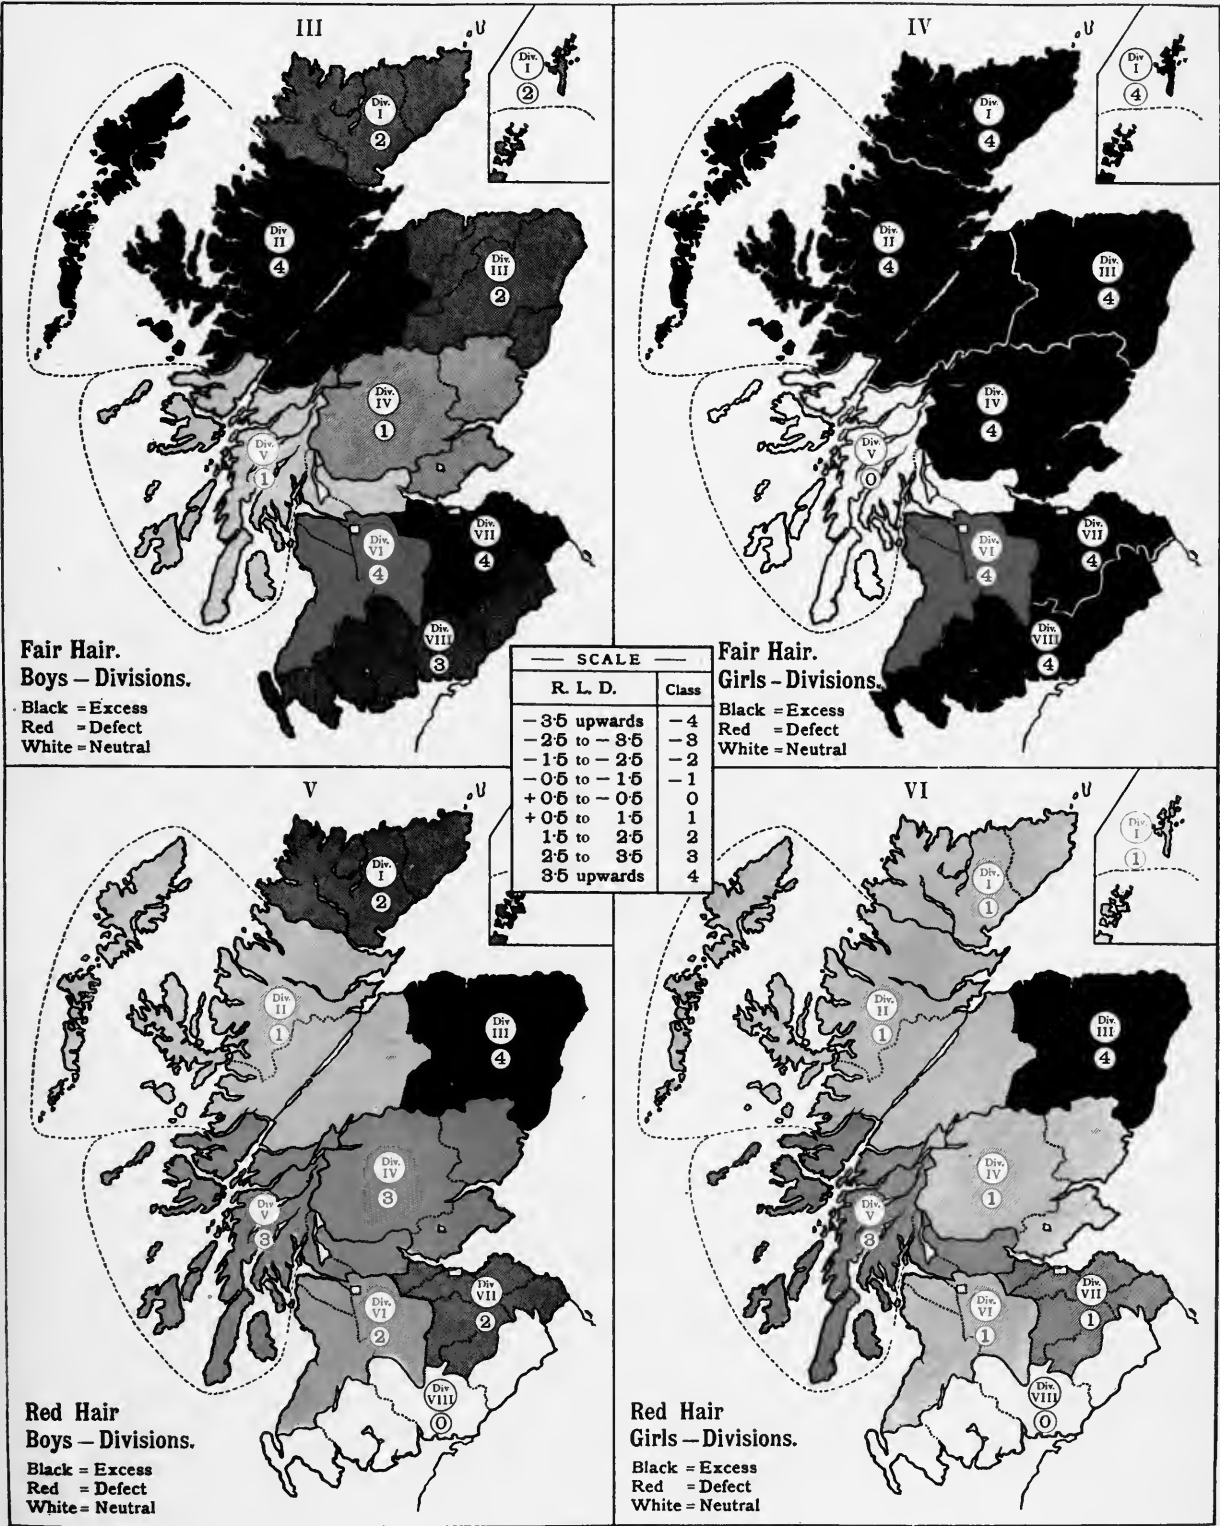 III
Div.
I
2
Div.
I
2
Div
II
4
Div.
III
2
Div.
IV
1
Div.
V
1
Div.
VI
4
Div.
VII
4
Div.
VIII
3
Fair Hair.
Boys – Divisions.
Black = Excess
Red = Defect
White = Neutral
IV
Div.
I
4
Div.
I
4
Div.
II
4
Div.
III
4
Div.
IV
4
Div.
V
0
Div.
VI
4
Div.
VII
4
Div.
VIII
4
Fair Hair.
Girls – Divisions.
Black = Excess
Red = Defect
White = Neutral
SCALE
R. L. D. Class
–3·5 upwards –4
–2·5 to –3·5 –3
–1·5 to –2·5 –2
–0·5 to –1·5 –1
+0·5 to –0·5 0
+0·5 to 1·5 1
1·5 to 2·5 2
2·5 to 3·5 3
3·5 upwards 4
V
Div.
I
2
Div.
II
1
Div
III
4
Div.
IV
3
Div
V
3
Div.
VI
2
Div
VII
2
Div
VIII
0
Red Hair
Boys – Divisions.
Black = Excess
Red = Defect
White = Neutral
VI
Div.
I
1
Div.
I
1
Div.
II
1
Div.
III
4
Div.
IV
1
Div.
V
3
Div.
VI
1
Div.
VII
1
Div.
VIII
0
Red Hair
Girls – Divisions.
Black = Excess
Red = Defect
White = Neutral